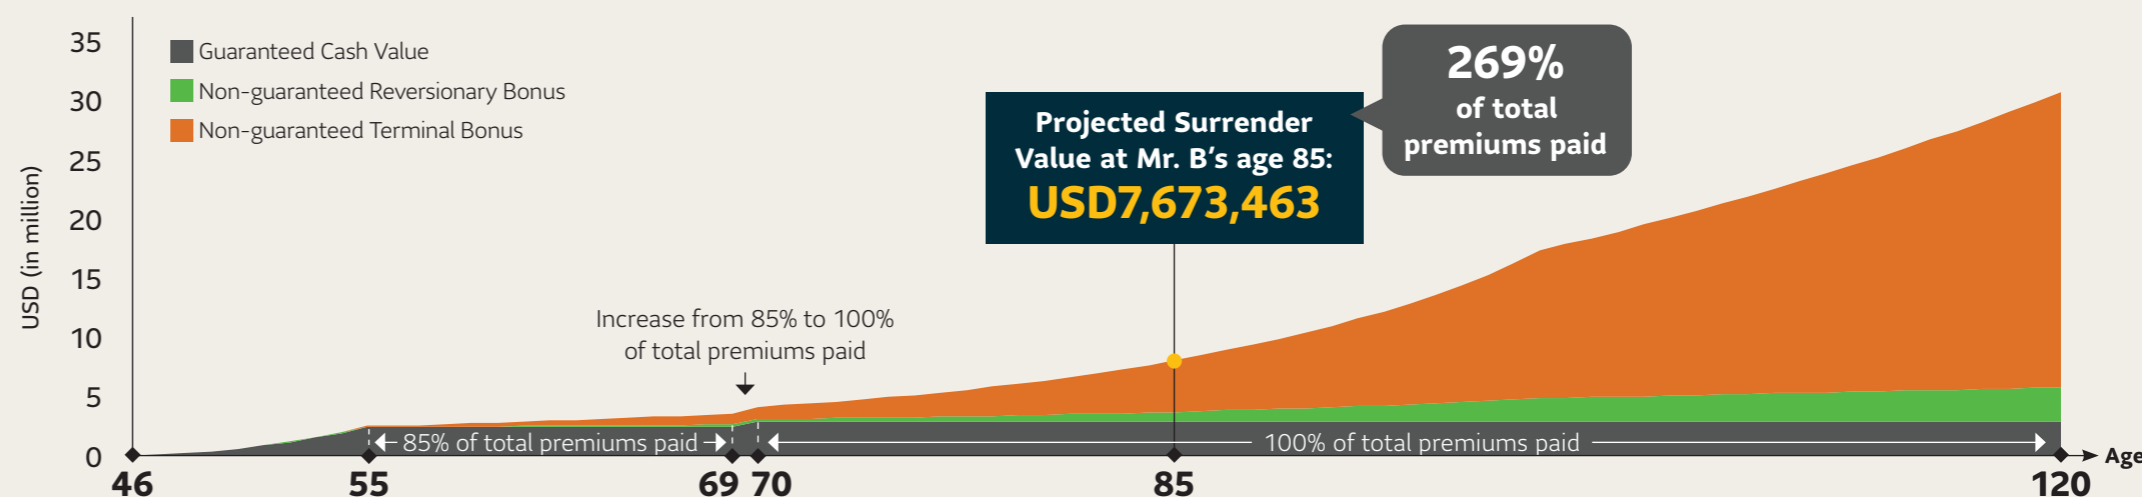 USD (in million)
35
30
25
20
15
10
5
0
Guaranteed Cash Value
Non-guaranteed Reversionary Bonus
Non-guaranteed Terminal Bonus
Increase from 85% to 100%
of total premiums paid
Projected Surrender
Value at Mr. B’s age 85:
USD7,673,463
269%
of total
premiums paid
85% of total premiums paid
100% of total premiums paid
46
55
69
70
85
120
Age